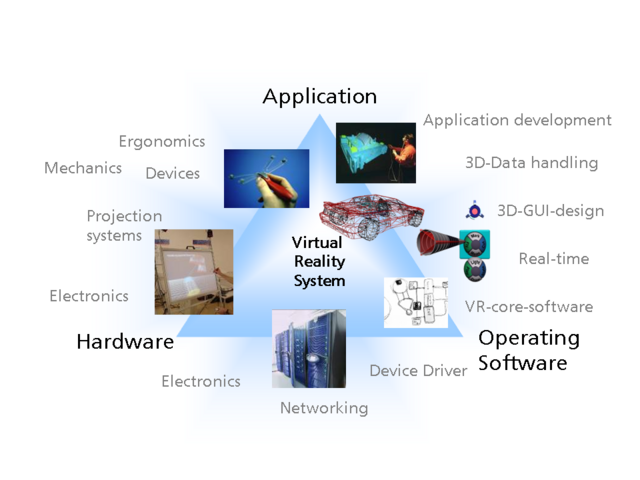 Application
Application development
Ergonomics
Mechanics
Devices
3D-Data handling
Projection
systems
3D-GUI-design
Virtual
Reality
System
Real-time
Electronics
VR-core-software
Hardware
Operating
Software
Electronics
Device Driver
Networking